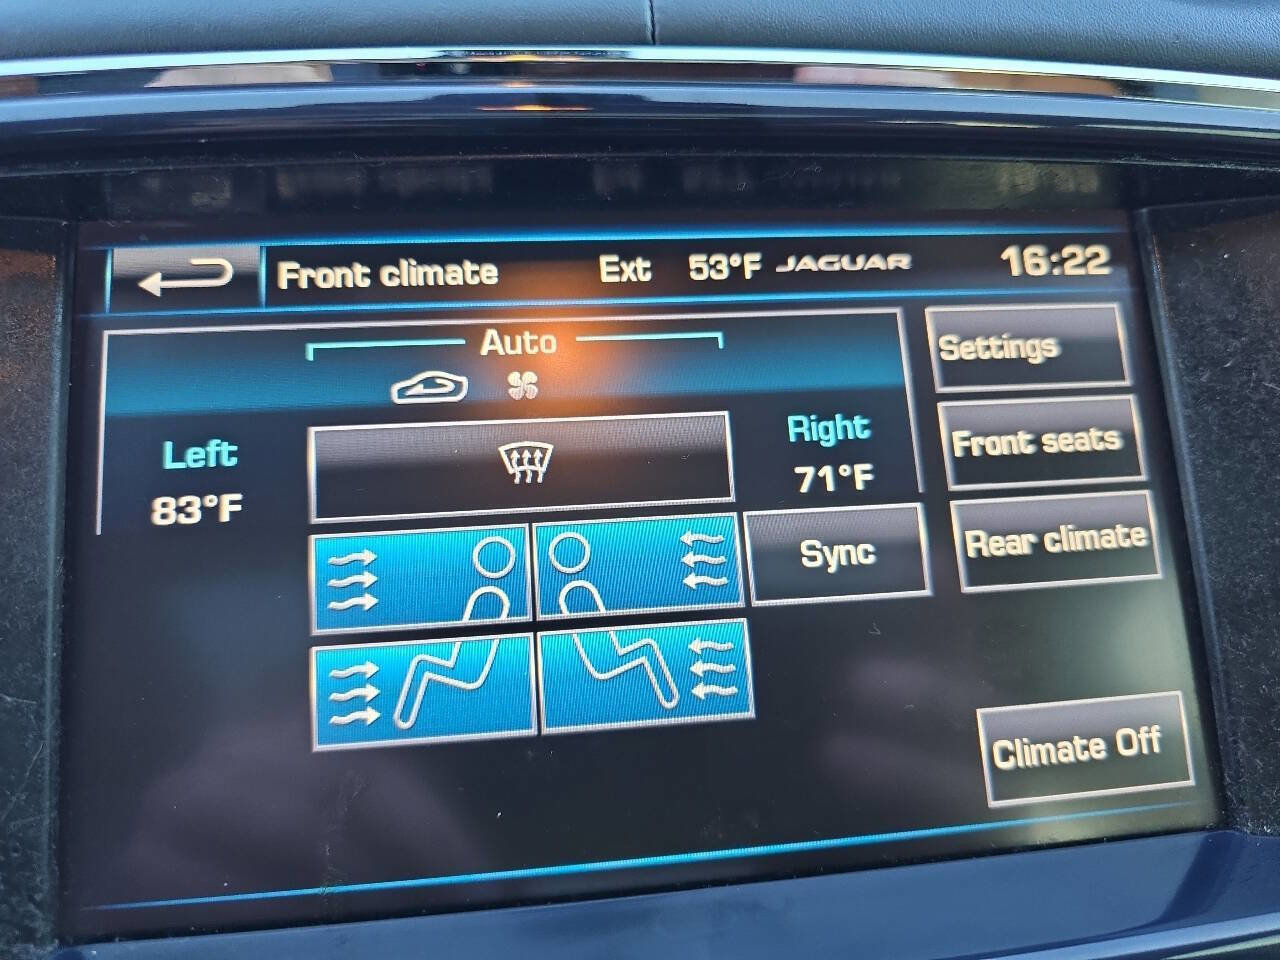 Front climate Ext 53°F JAGUAR 16:22
Auto
Settings
Left
83°F
Right
71°F
Front seats
Sync
Rear climate
Climate Off